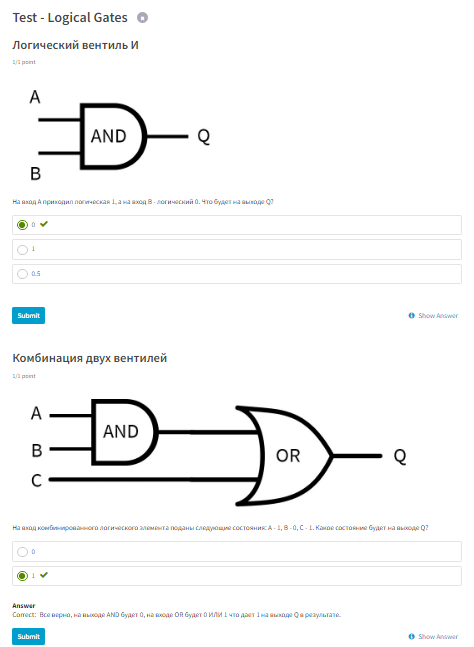 Test - Logical Gates
Логический вентиль И
1/1 point
A
AND
Q
B
На вход А приходил логическая 1, а на вход В - логический 0. Что будет на выходе Q?
0
1
0.5
Submit
Show Answer
Комбинация двух вентилей
1/1 point
A
AND
B
OR
Q
C
На вход комбинированного логического элемента поданы следующие состояния: А - 1, В - 0, С - 1. Какое состояние будет на выходе Q?
0
1
Answer
Correct: Все верно, на выходе AND будет 0, на входе OR будет 0 ИЛИ 1 что дает 1 на выходе Q в результате.
Submit
Show Answer